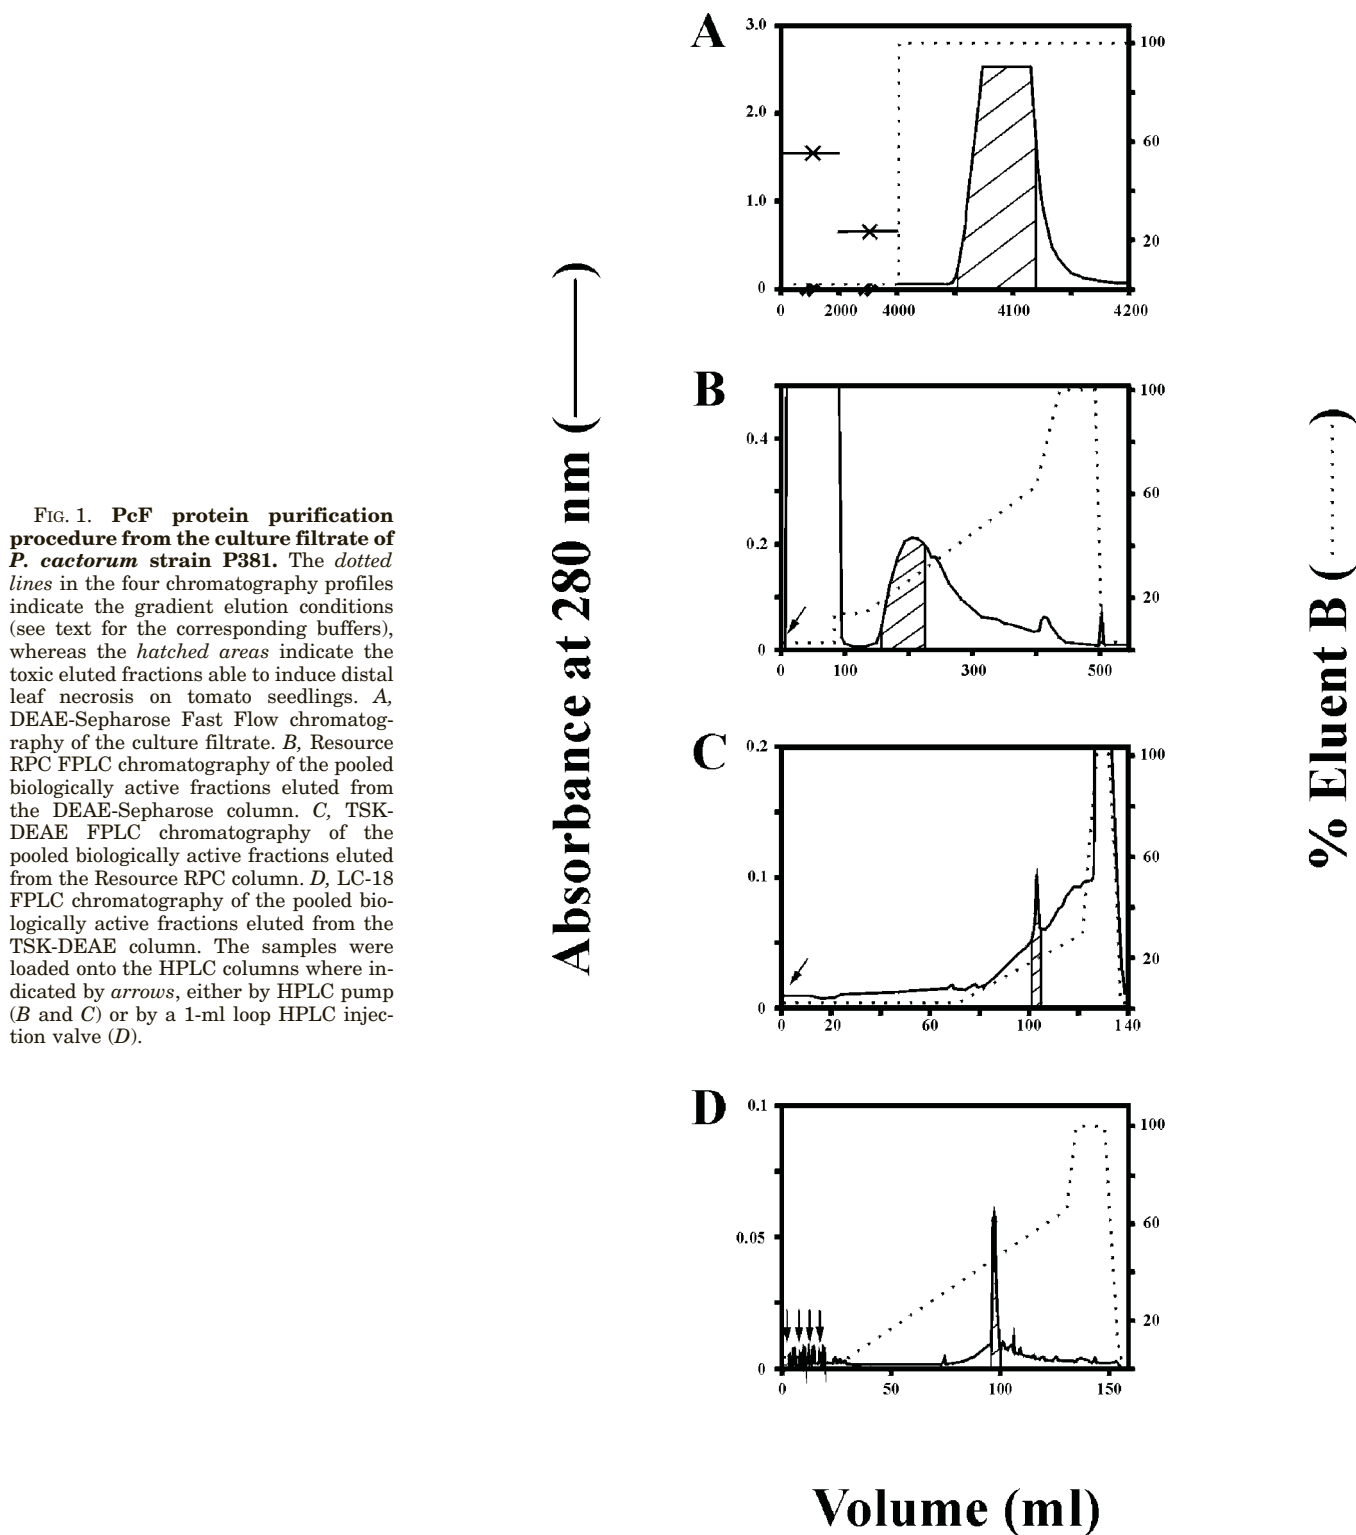 FIG. 1. PcF protein purification
procedure from the culture filtrate of
P. cactorum strain P381. The dotted
lines in the four chromatography profiles
indicate the gradient elution conditions
(see text for the corresponding buffers),
whereas the hatched areas indicate the
toxic eluted fractions able to induce distal
leaf necrosis on tomato seedlings. A,
DEAE-Sepharose Fast Flow chromatog-
raphy of the culture filtrate. B, Resource
RPC FPLC chromatography of the pooled
biologically active fractions eluted from
the DEAE-Sepharose column. C, TSK-
DEAE FPLC chromatography of the
pooled biologically active fractions eluted
from the Resource RPC column. D, LC-18
FPLC chromatography of the pooled bio-
logically active fractions eluted from the
TSK-DEAE column. The samples were
loaded onto the HPLC columns where in-
dicated by arrows, either by HPLC pump
(B and C) or by a 1-ml loop HPLC injec-
tion valve (D).
Absorbance at 280 nm (——)
A
3.0
2.0
1.0
0
100
60
20
0 2000 4000 4100 4200
B
0.4
0.2
0
100
60
20
0 100 300 500
C
0.2
0.1
0
100
60
20
0 20 60 100 140
D
0.1
0.05
0
100
60
20
0 50 100 150
% Eluent B (........)
Volume (ml)